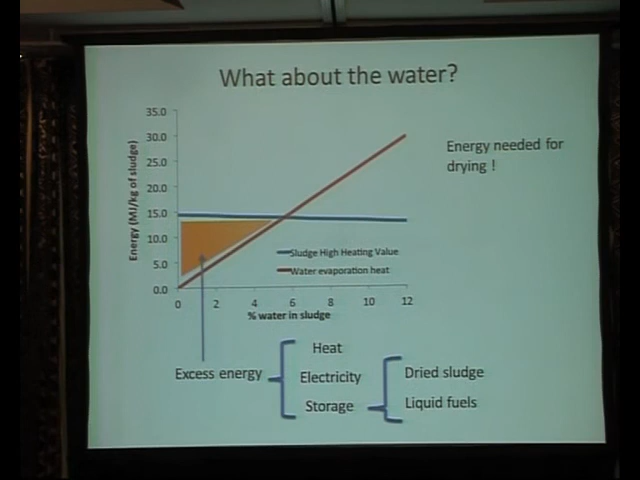 What about the water?
35.0
30.0
25.0
20.0
15.0
10.0
5.0
0.0
Energy (MJ/kg of sludge)
0 2 4 6 8 10 12
% water in sludge
Sludge High Heating Value
Water evaporation heat
Energy needed for
drying !
Excess energy
Heat
Electricity
Storage
Dried sludge
Liquid fuels